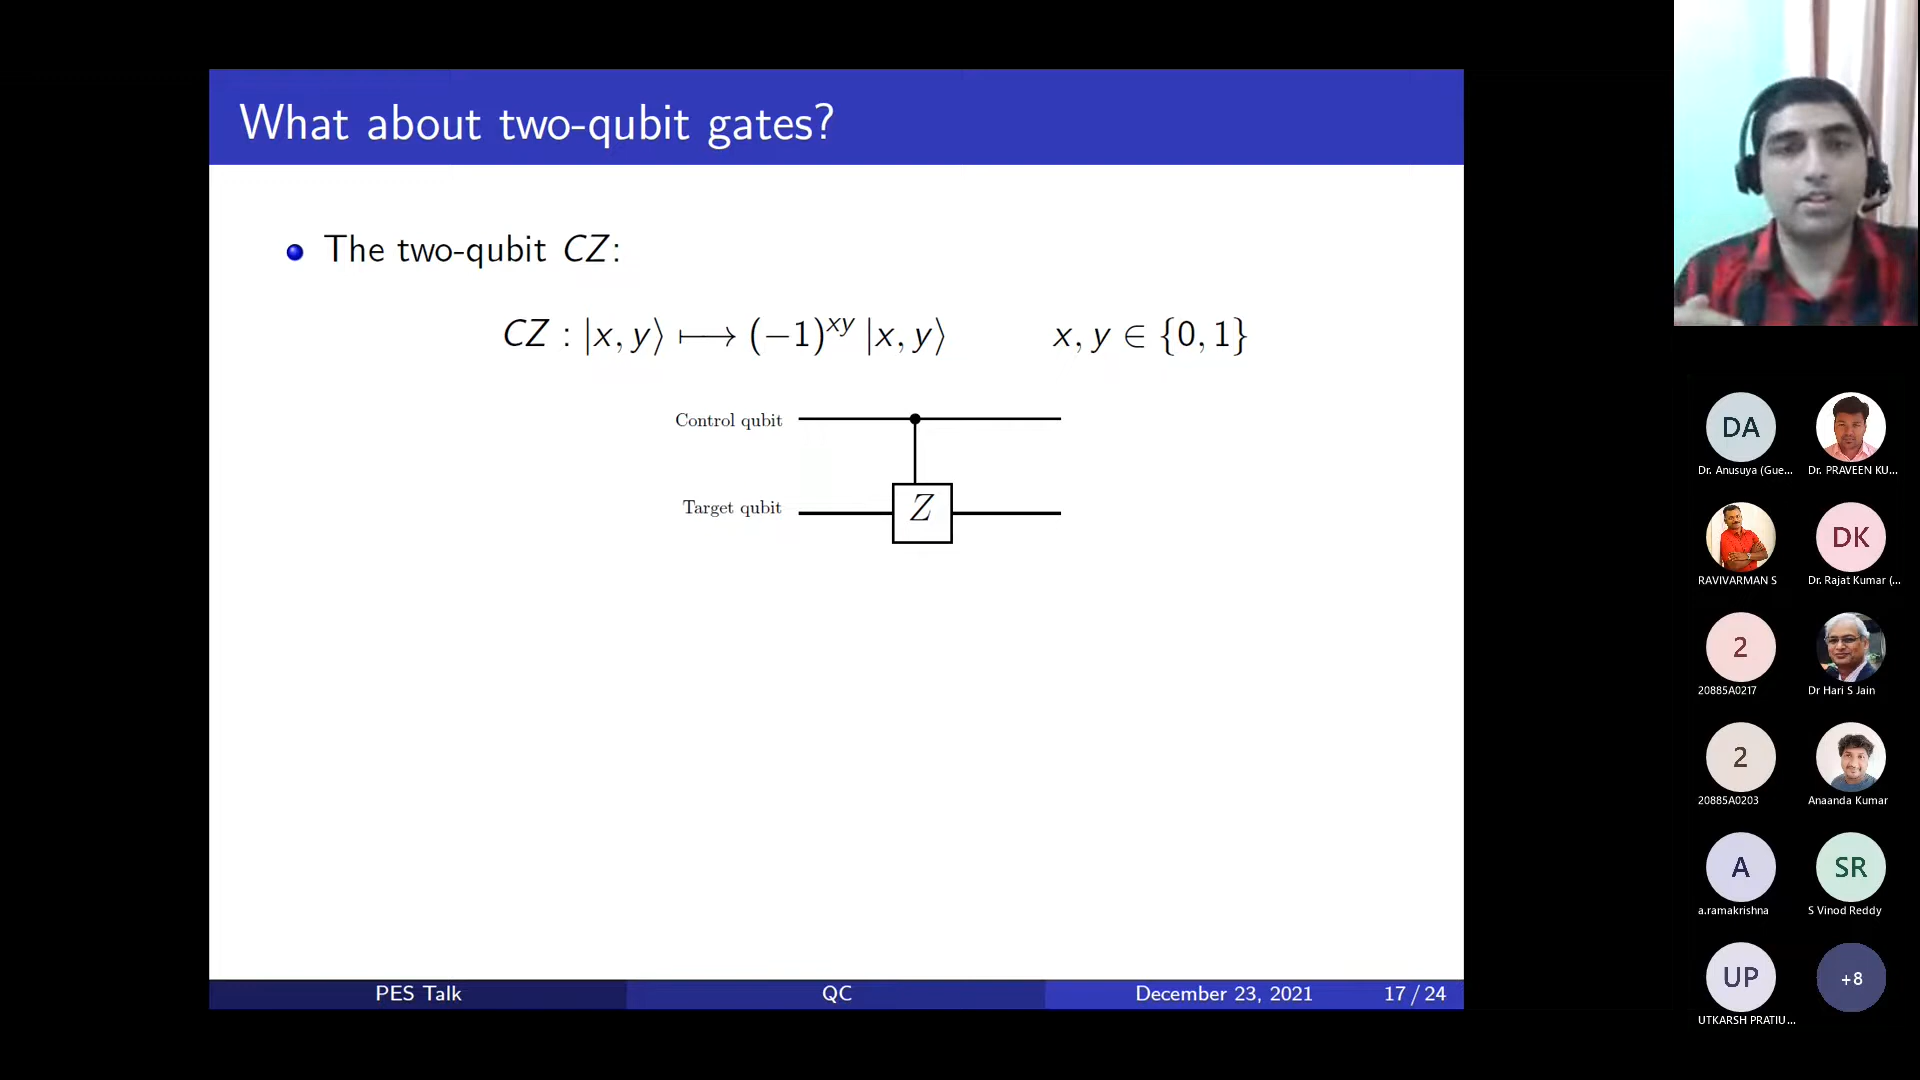 What about two-qubit gates?
The two-qubit CZ:
CZ : |x, y⟩ ⟼ (−1)^{xy} |x, y⟩ x, y ∈ {0, 1}
Control qubit
Target qubit
Z
PES Talk QC December 23, 2021 17 / 24
DA
Dr. Anusuya (Gue... Dr. PRAVEEN KU...
DK
RAVIVARMAN S Dr. Rajat Kumar (...
2
20885A0217 Dr Hari S Jain
2
20885A0203 Anaanda Kumar
A SR
a.ramakrishna S Vinod Reddy
UP +8
UTKARSH PRATIU...